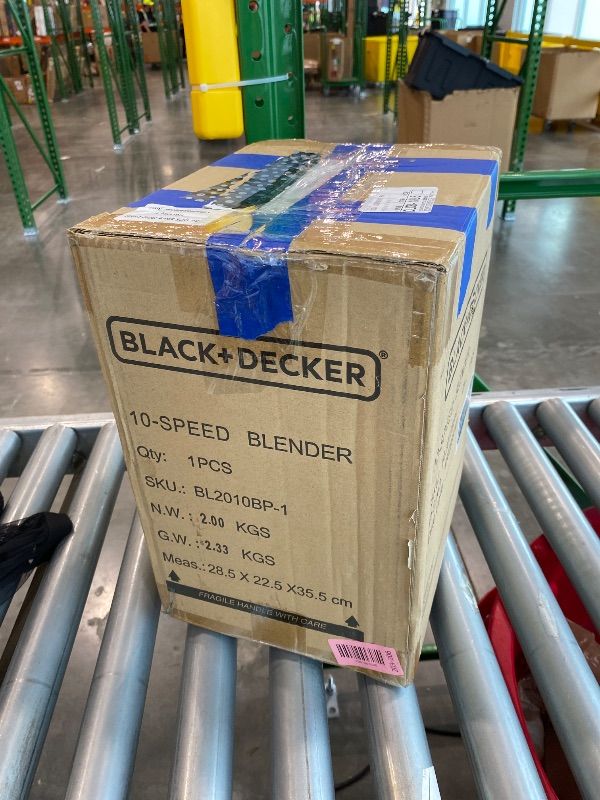 BLACK+DECKER®
10-SPEED BLENDER
Qty: 1PCS
SKU.: BL2010BP-1
N.W.: 2.00 KGS
G.W.: 2.33 KGS
Meas.: 28.5 X 22.5 X35.5 cm
FRAGILE HANDLE WITH CARE